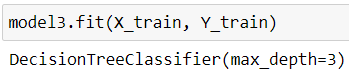 model3.fit(X_train, Y_train)
DecisionTreeClassifier(max_depth=3)